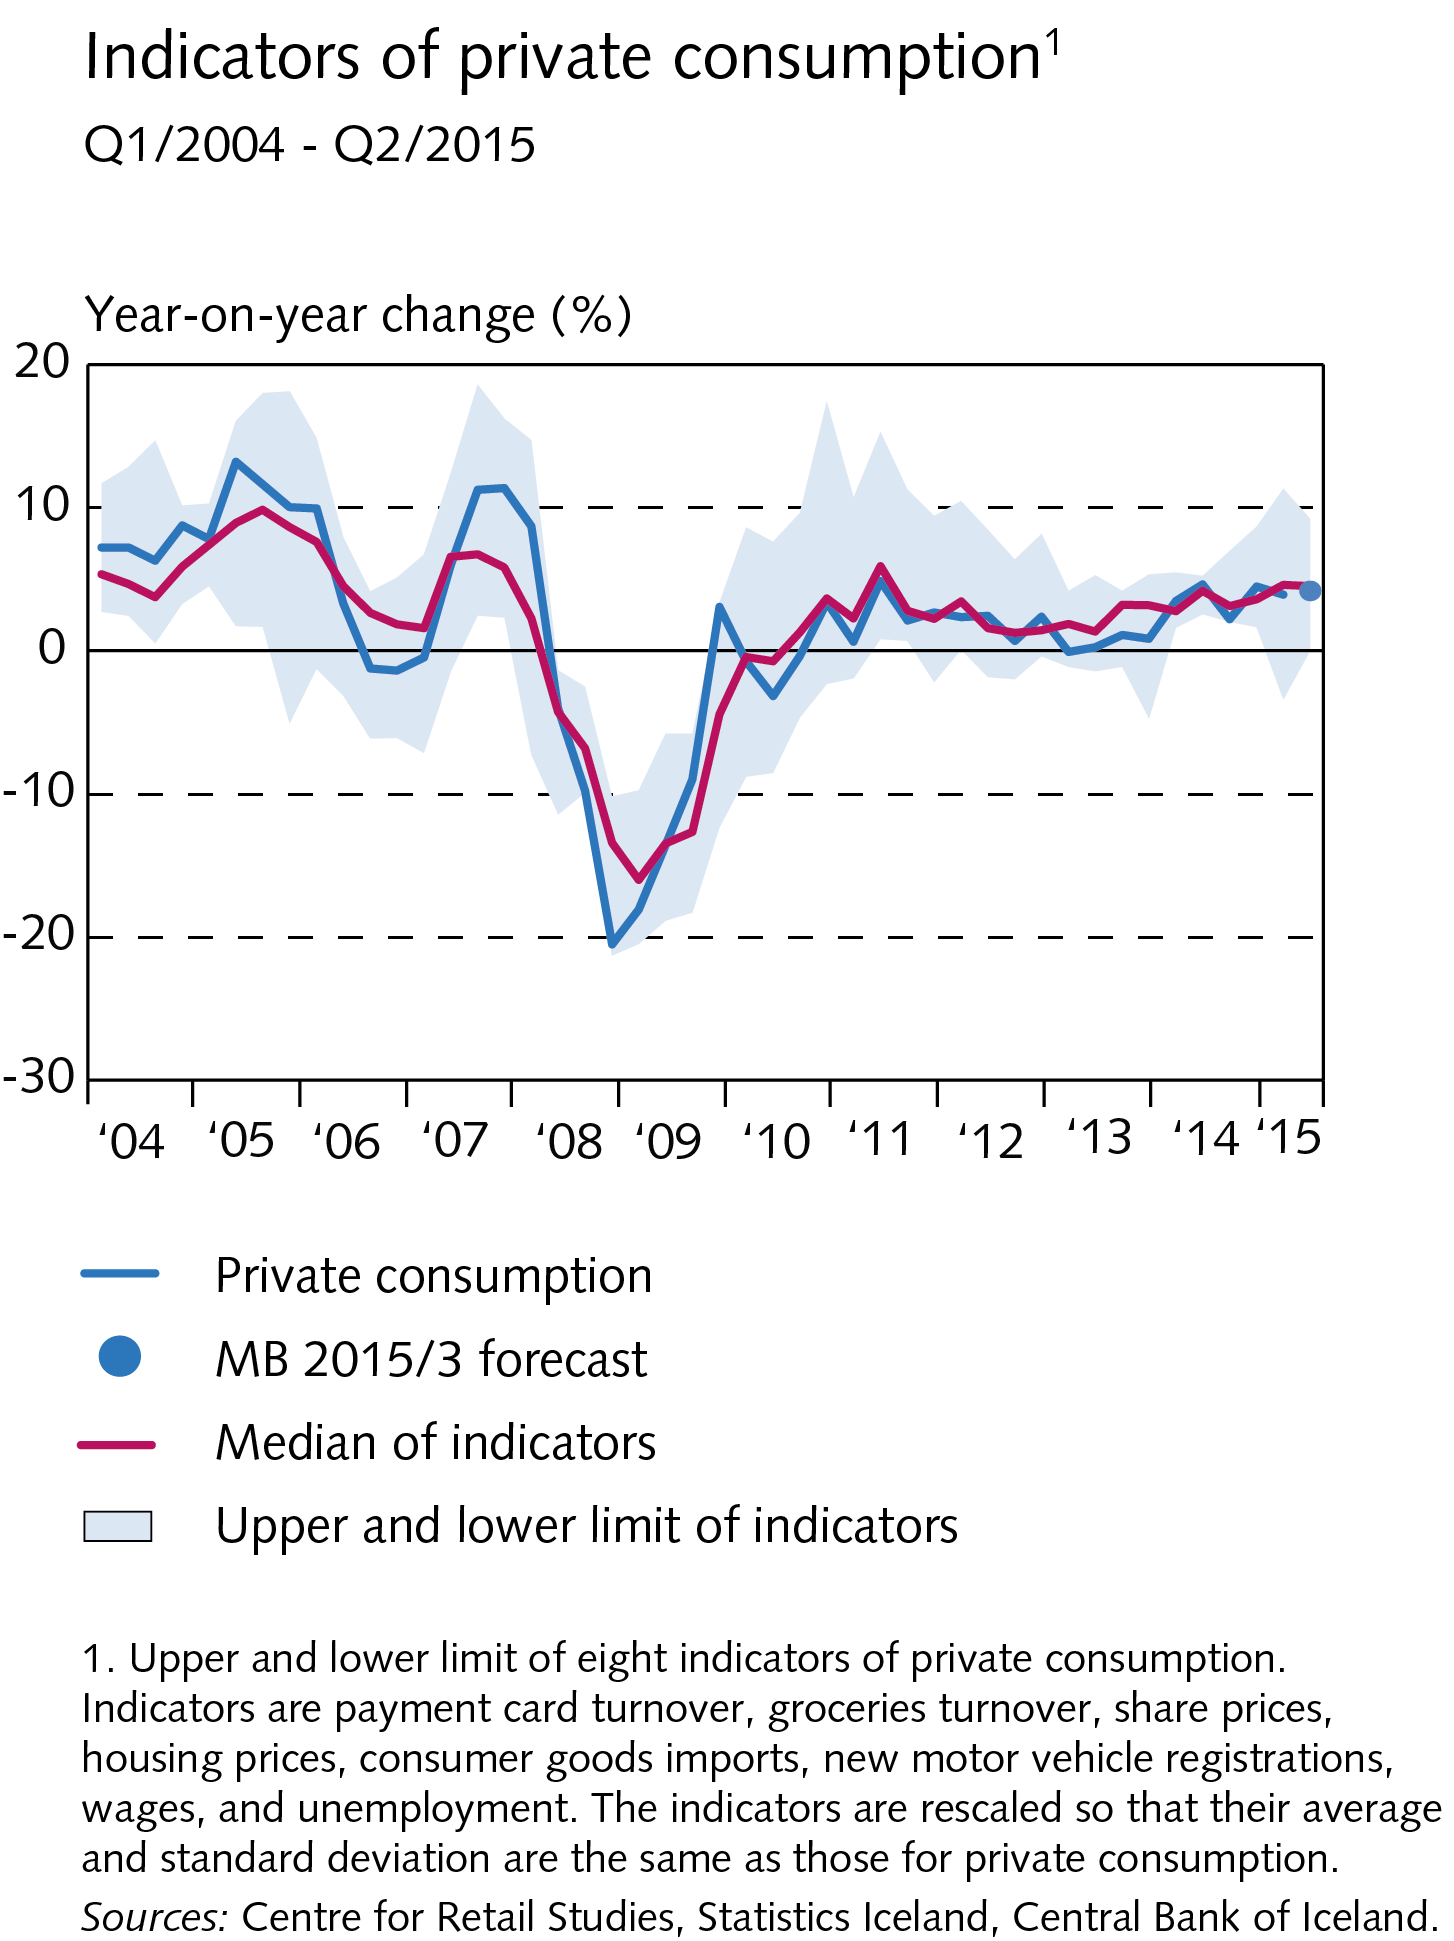 Indicators of private consumption¹
Q1/2004 - Q2/2015
Year-on-year change (%)
20
10
0
-10
-20
-30
‘04 ‘05 ‘06 ‘07 ‘08 ‘09 ‘10 ‘11 ‘12 ‘13 ‘14 ‘15
Private consumption
MB 2015/3 forecast
Median of indicators
Upper and lower limit of indicators
1. Upper and lower limit of eight indicators of private consumption.
Indicators are payment card turnover, groceries turnover, share prices,
housing prices, consumer goods imports, new motor vehicle registrations,
wages, and unemployment. The indicators are rescaled so that their average
and standard deviation are the same as those for private consumption.
Sources: Centre for Retail Studies, Statistics Iceland, Central Bank of Iceland.